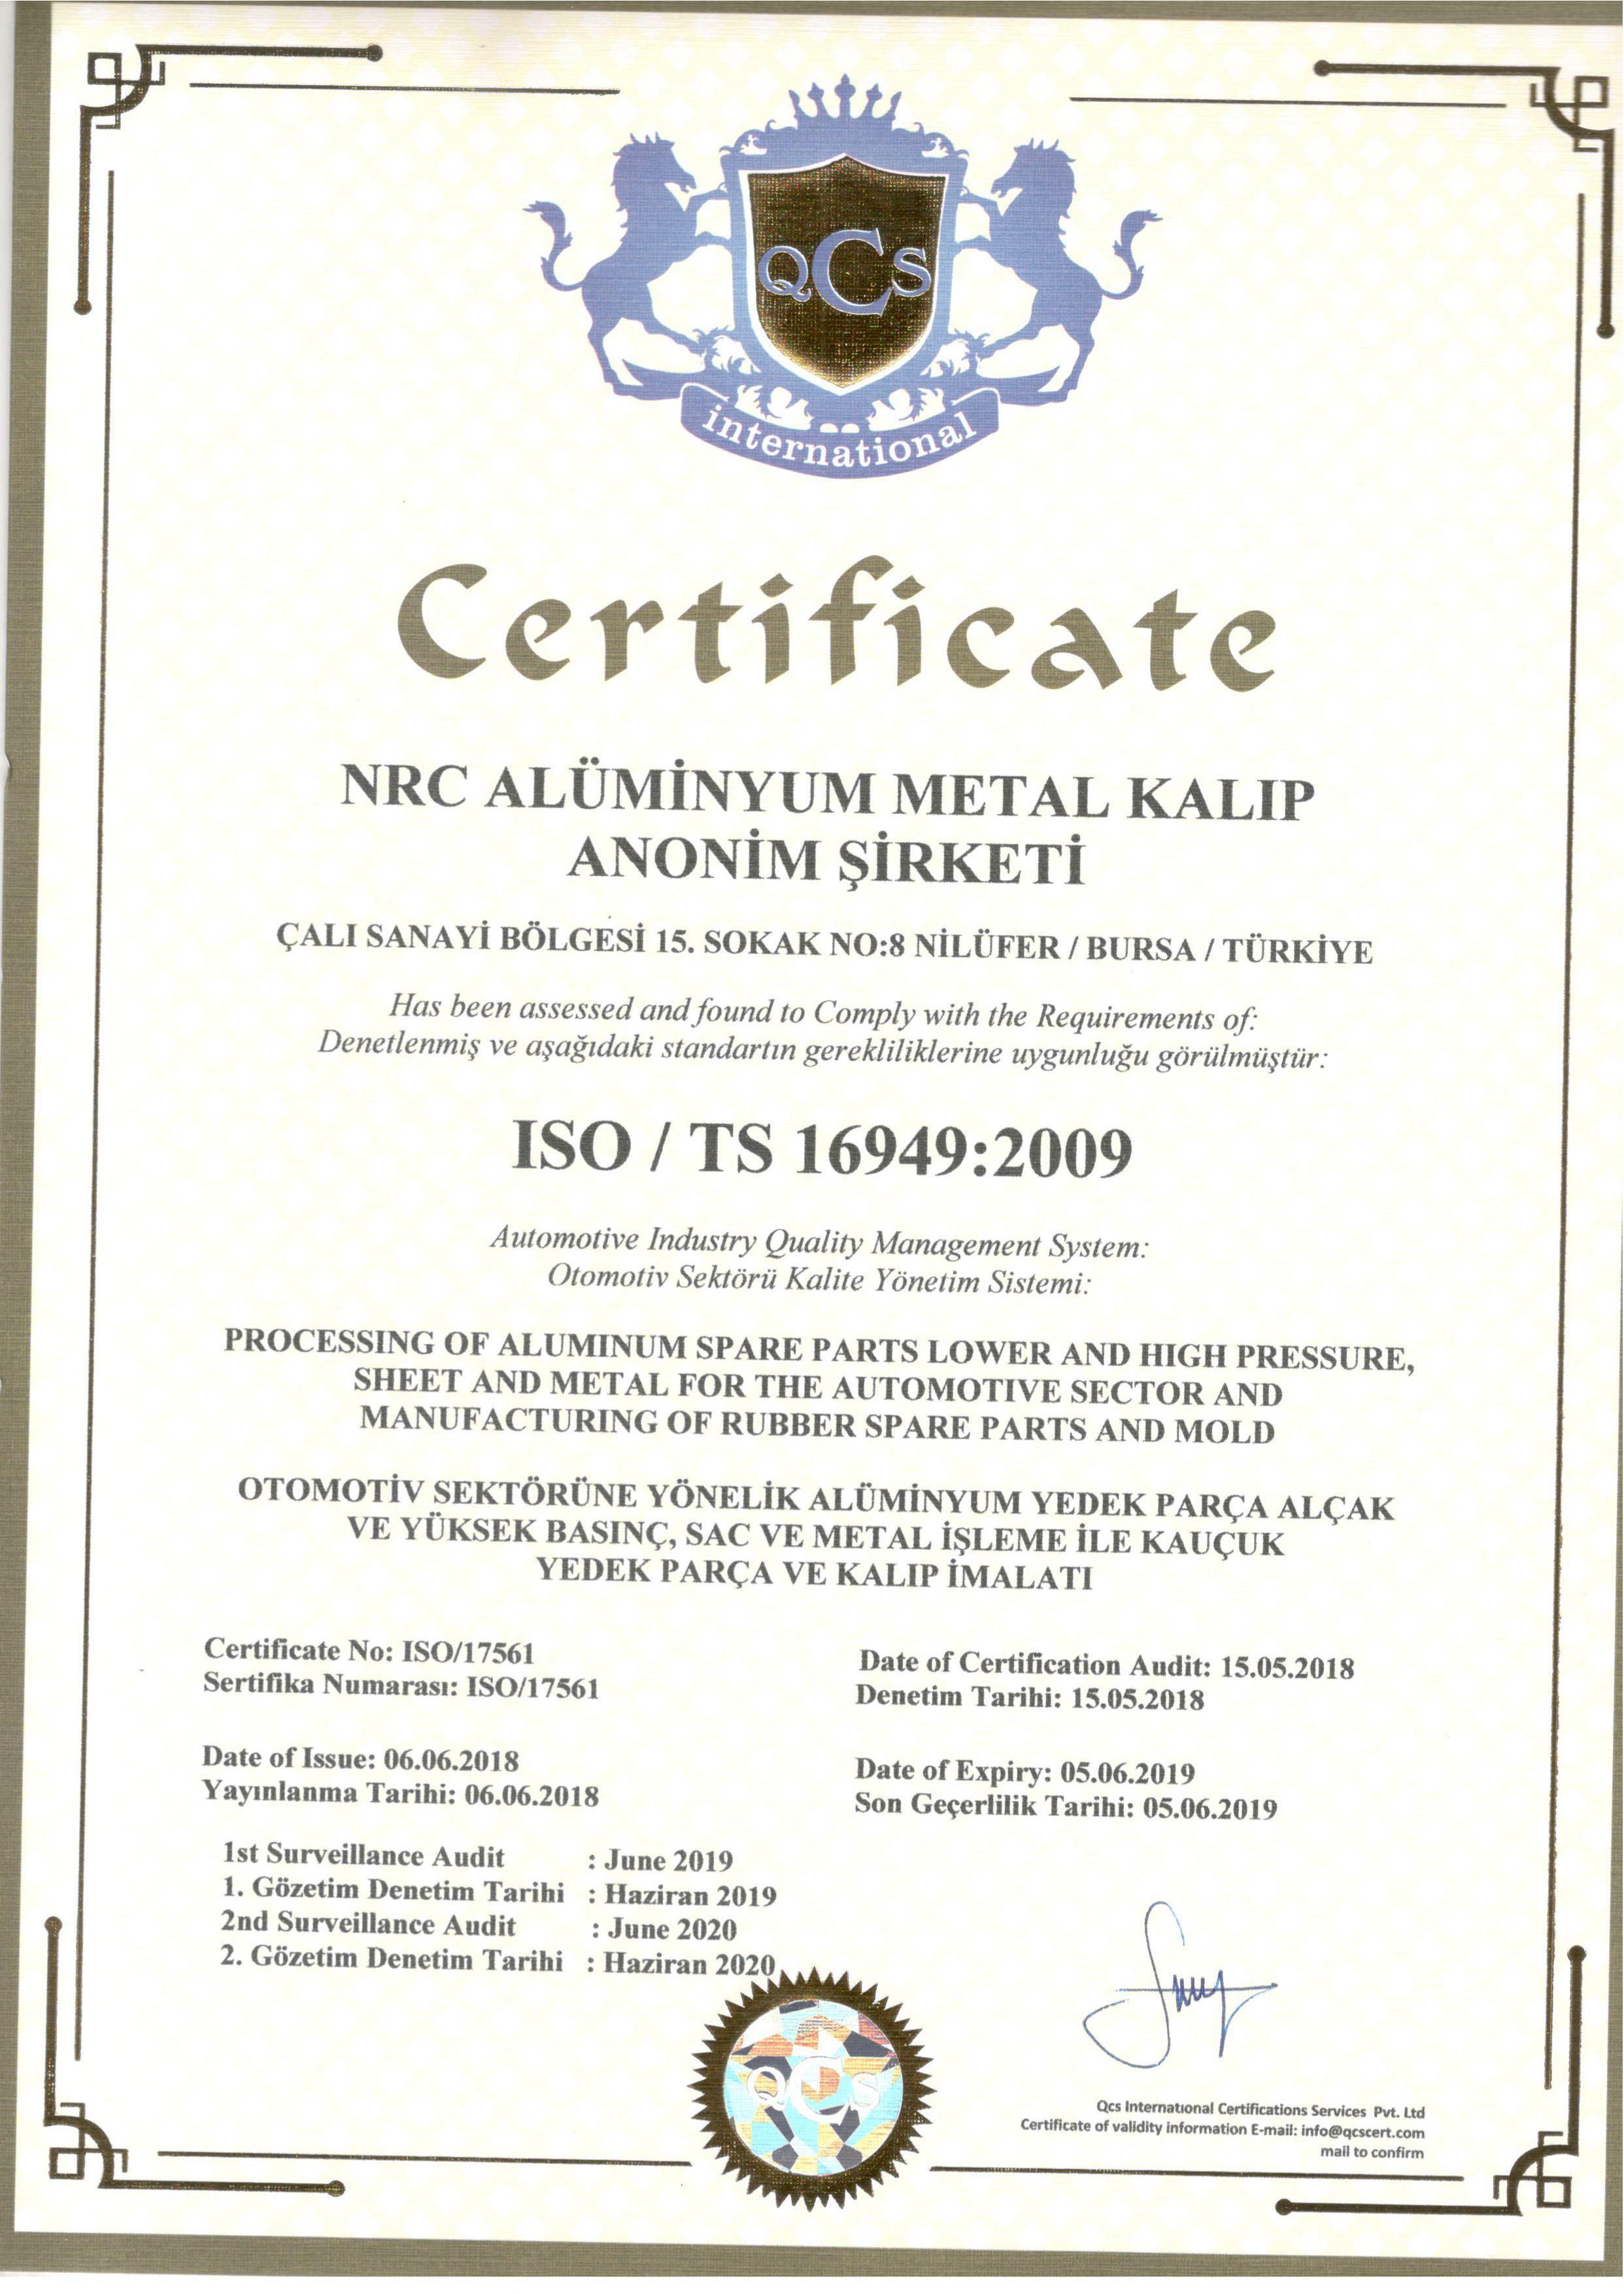 QCS
international
Certificate
NRC ALÜMİNYUM METAL KALIP
ANONİM ŞİRKETİ
ÇALI SANAYİ BÖLGESİ 15. SOKAK NO:8 NİLÜFER / BURSA / TÜRKİYE
Has been assessed and found to Comply with the Requirements of:
Denetlenmiş ve aşağıdaki standartın gerekliliklerine uygunluğu görülmüştür:
ISO / TS 16949:2009
Automotive Industry Quality Management System:
Otomotiv Sektörü Kalite Yönetim Sistemi:
PROCESSING OF ALUMINUM SPARE PARTS LOWER AND HIGH PRESSURE,
SHEET AND METAL FOR THE AUTOMOTIVE SECTOR AND
MANUFACTURING OF RUBBER SPARE PARTS AND MOLD
OTOMOTİV SEKTÖRÜNE YÖNELİK ALÜMİNYUM YEDEK PARÇA ALÇAK
VE YÜKSEK BASINÇ, SAC VE METAL İŞLEME İLE KAUÇUK
YEDEK PARÇA VE KALIP İMALATI
Certificate No: ISO/17561
Sertifika Numarası: ISO/17561
Date of Certification Audit: 15.05.2018
Denetim Tarihi: 15.05.2018
Date of Issue: 06.06.2018
Yayınlanma Tarihi: 06.06.2018
Date of Expiry: 05.06.2019
Son Geçerlilik Tarihi: 05.06.2019
1st Surveillance Audit : June 2019
1. Gözetim Denetim Tarihi : Haziran 2019
2nd Surveillance Audit : June 2020
2. Gözetim Denetim Tarihi : Haziran 2020
QCS
Qcs International Certifications Services Pvt. Ltd
Certificate of validity information E-mail: info@qcscert.com
mail to confirm